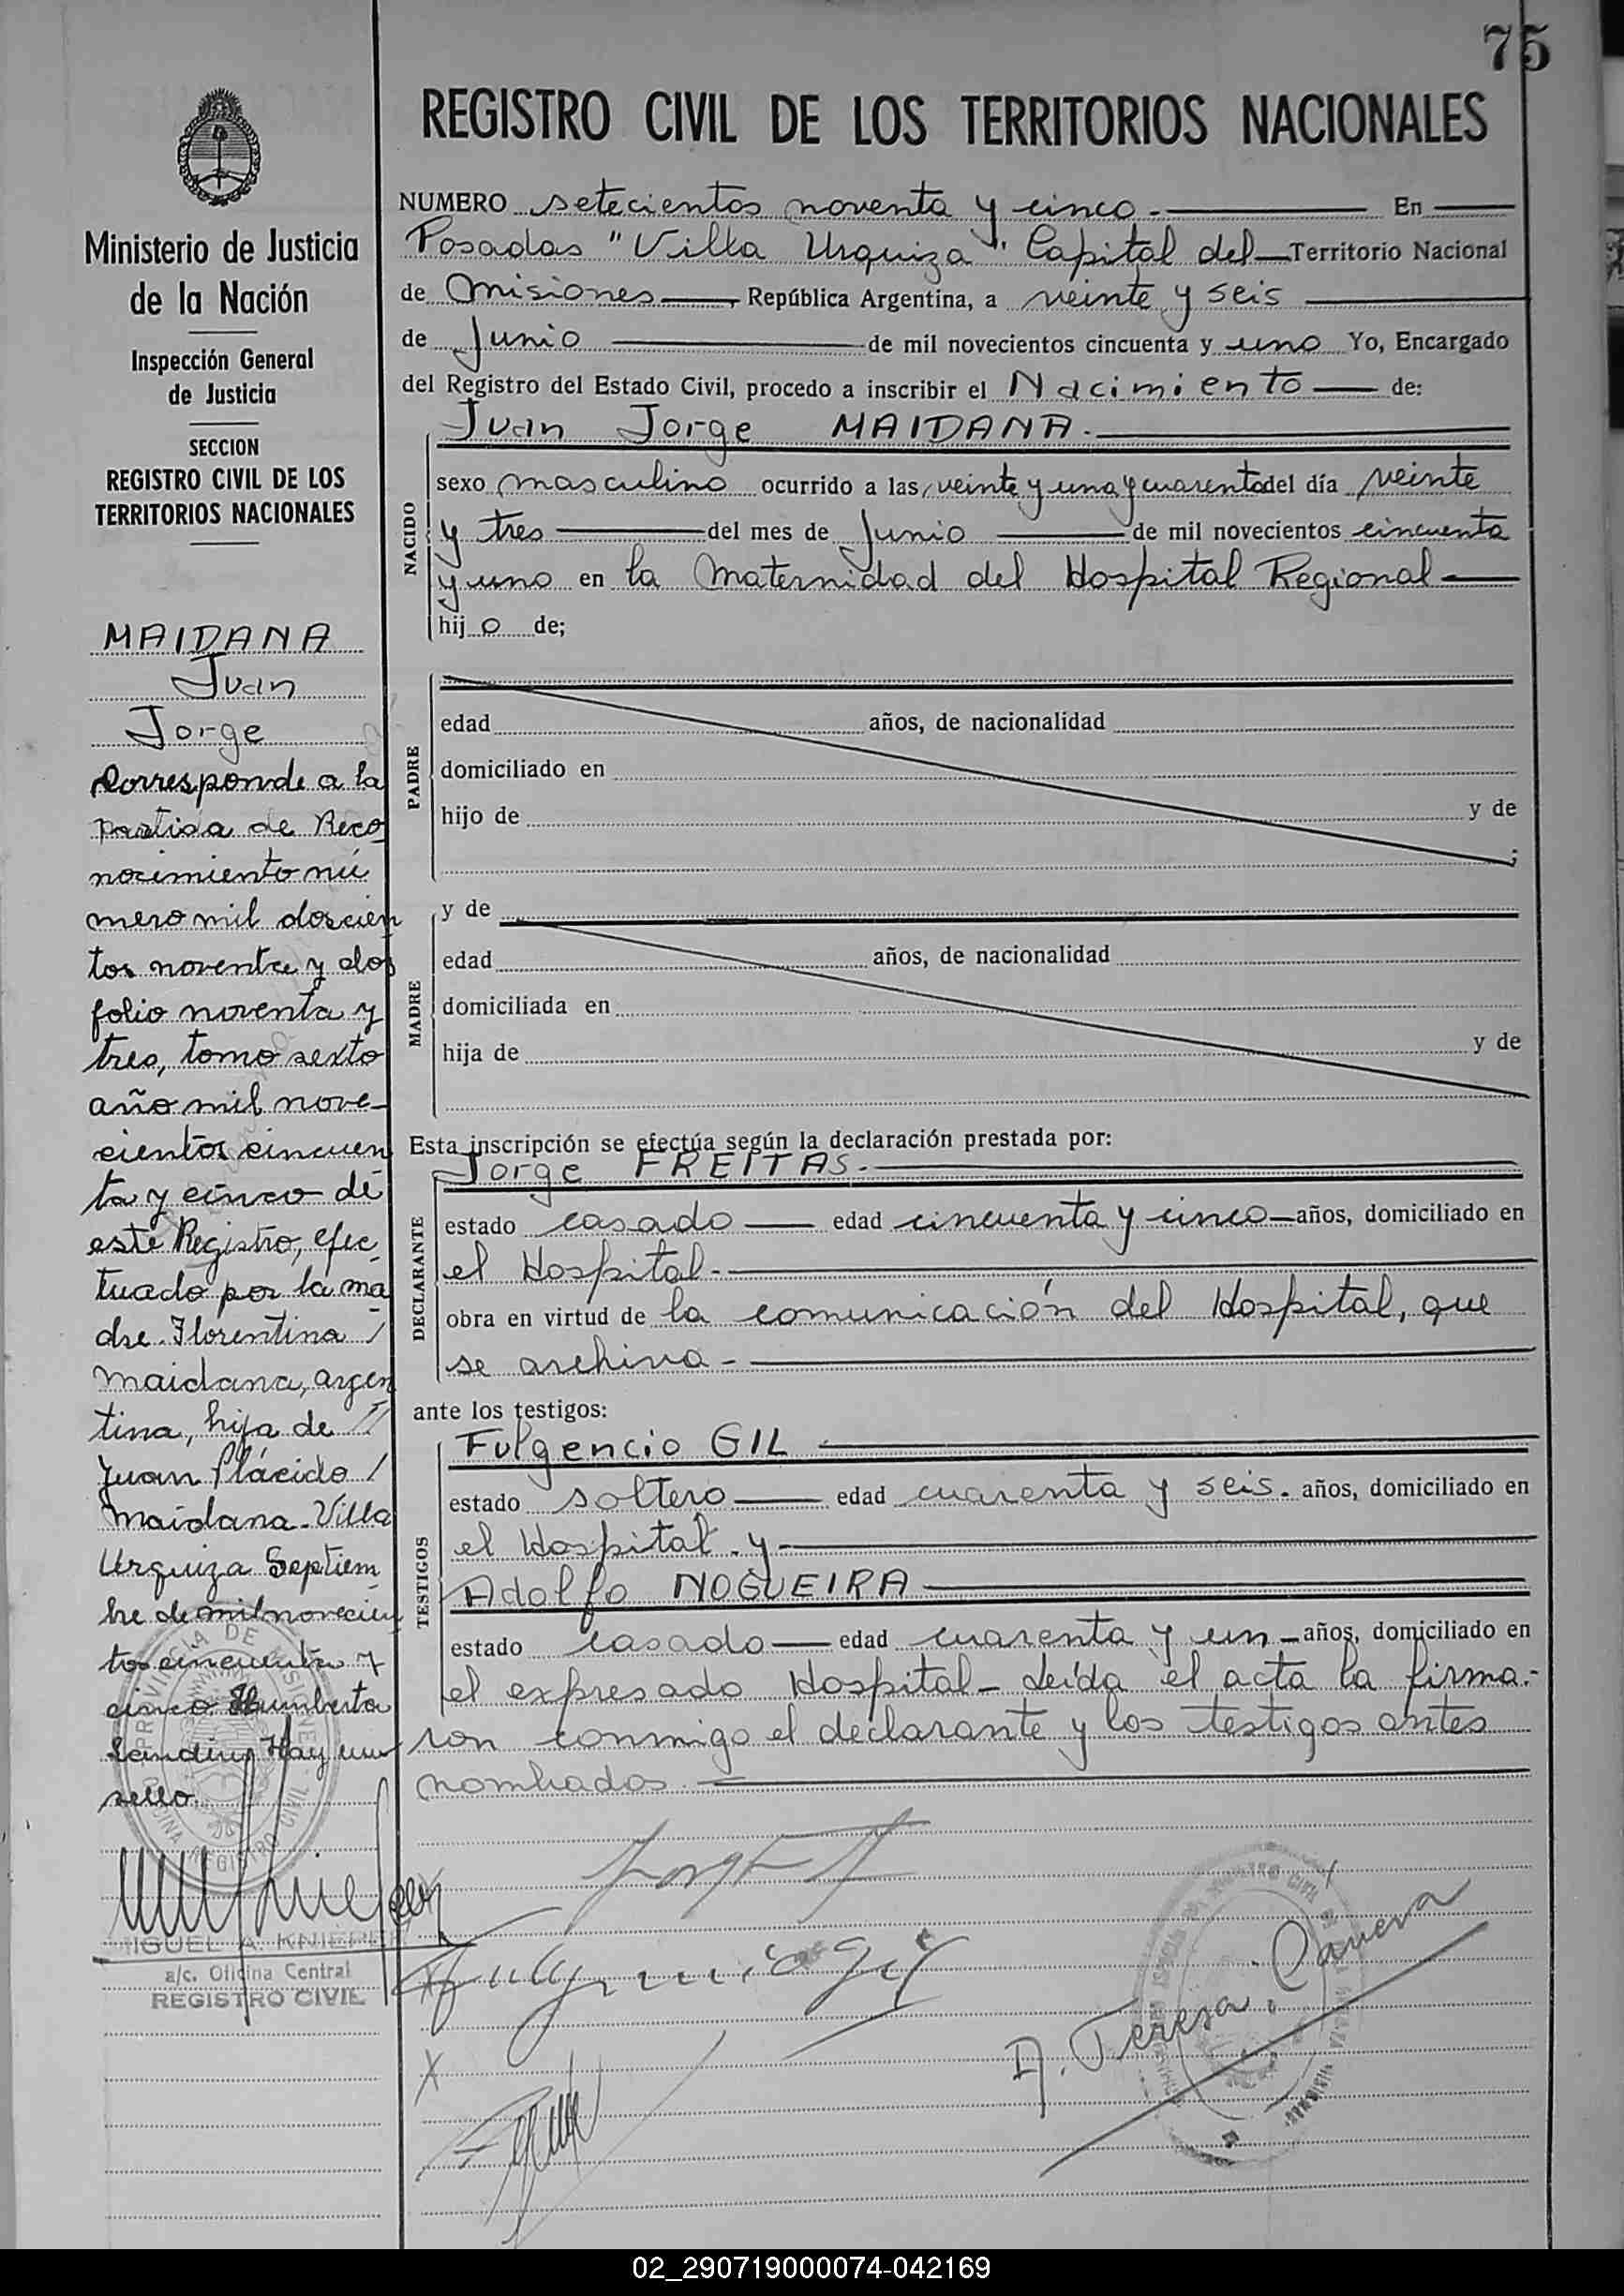 75
REGISTRO CIVIL DE LOS TERRITORIOS NACIONALES
Ministerio de Justicia
de la Nación
Inspección General
de Justicia
SECCION
REGISTRO CIVIL DE LOS
TERRITORIOS NACIONALES
MAIDANA
Juan
Jorge
Corresponde a la
Partida de Reco
nocimiento nú
mero mil doscien
tos noventa y dos
folio noventa y
tres, tomo sexto
año mil nove-
cientos cincuen
ta y cinco de
este Registro, efec
tuado por la ma
dre Florentina /
Maidana, argen
tina, hija de //
Juan Plácido /
Maidana. Villa
Urquiza Septiem
bre de mil novecien
tos cincuenta y
cinco Humberto
Hay un
sello.
PROVINCIA DE MISIONES
OFICINA REGISTRO CIVIL
MIGUEL A. KNIEPER
a/c. Oficina Central
REGISTRO CIVIL
NUMERO setecientos noventa y cinco.- En
Posadas "Villa Urquiza" Capital del Territorio Nacional
de Misiones República Argentina, a veinte y seis
de Junio de mil novecientos cincuenta y uno Yo, Encargado
del Registro del Estado Civil, procedo a inscribir el Nacimiento de:
Juan Jorge MAIDANA.-
NACIDO
sexo masculino ocurrido a las veinte y una y cuarenta del día veinte
y tres del mes de Junio de mil novecientos cincuenta
y uno en la Maternidad del Hospital Regional
hij o de;
PADRE
edad años, de nacionalidad
domiciliado en
hijo de y de
;
MADRE
y de
edad años, de nacionalidad
domiciliada en
hija de y de
Esta inscripción se efectúa según la declaración prestada por:
Jorge FREITAS.-
DECLARANTE
estado casado edad cincuenta y cinco años, domiciliado en
el Hospital.-
obra en virtud de la comunicación del Hospital, que
se archiva -
ante los testigos:
TESTIGOS
Fulgencio GIL
estado soltero edad cuarenta y seis. años, domiciliado en
el Hospital. y
Adolfo NOGUEIRA
estado casado edad cuarenta y un años, domiciliado en
el expresado Hospital - Leída el acta la firma.-
ron conmigo el declarante y los testigos antes
nombados.
A. Teresa Canera
02_290719000074-042169